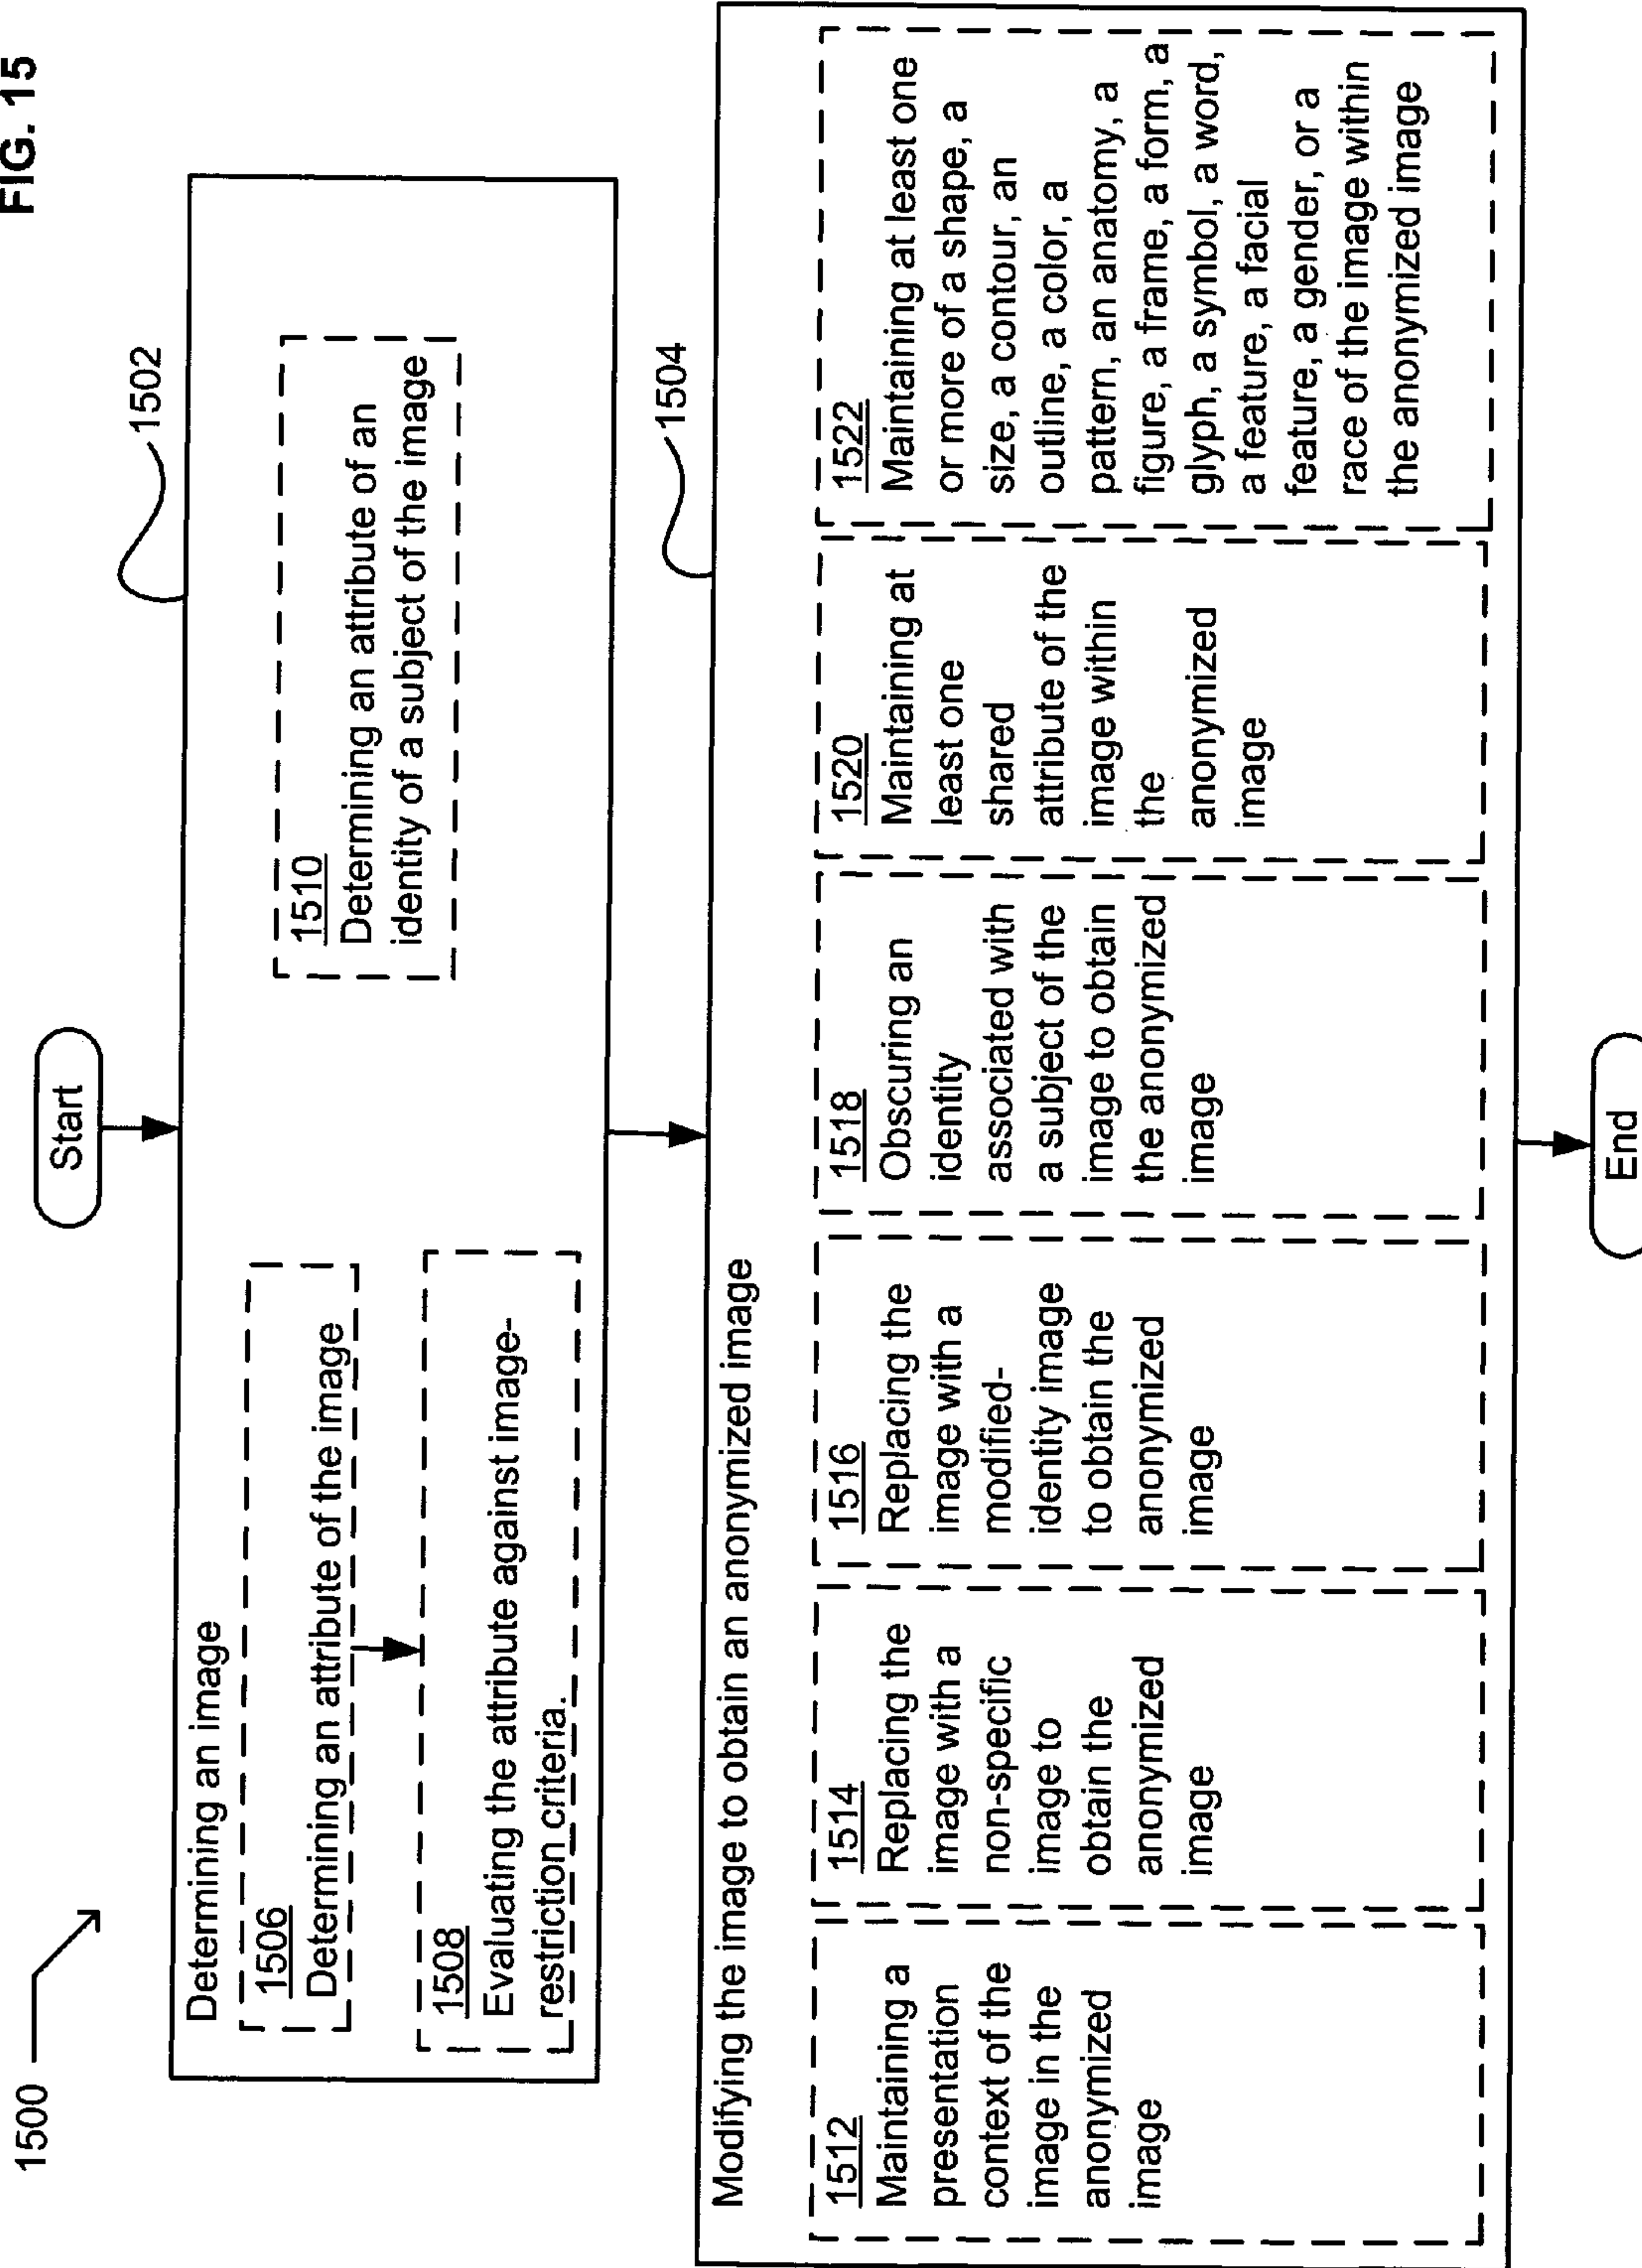 1500
FIG. 15
Start
1502
Determining an image
1506
Determining an attribute of the image
1508
Evaluating the attribute against image-
restriction criteria.
1510
Determining an attribute of an
identity of a subject of the image
1504
Modifying the image to obtain an anonymized image
1512
Maintaining a
presentation
context of the
image in the
anonymized
image
1514
Replacing the
image with a
non-specific
image to
obtain the
anonymized
image
1516
Replacing the
image with a
modified-
identity image
to obtain the
anonymized
image
1518
Obscuring an
identity
associated with
a subject of the
image to obtain
the anonymized
image
1520
Maintaining at
least one
shared
attribute of the
image within
the
anonymized
image
1522
Maintaining at least one
or more of a shape, a
size, a contour, an
outline, a color, a
pattern, an anatomy, a
figure, a frame, a form, a
glyph, a symbol, a word,
a feature, a facial
feature, a gender, or a
race of the image within
the anonymized image
End